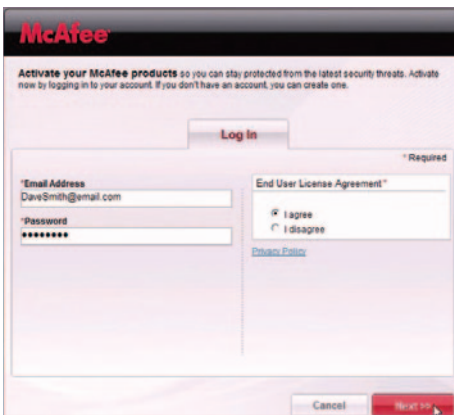 McAfee
Activate your McAfee products so you can stay protected from the latest security threats. Activate
now by logging in to your account. If you don't have an account, you can create one.
Log In
* Required
*Email Address
DaveSmith@email.com
*Password
••••••••
End User License Agreement*
I agree
I disagree
Privacy Policy
Cancel
Next >>